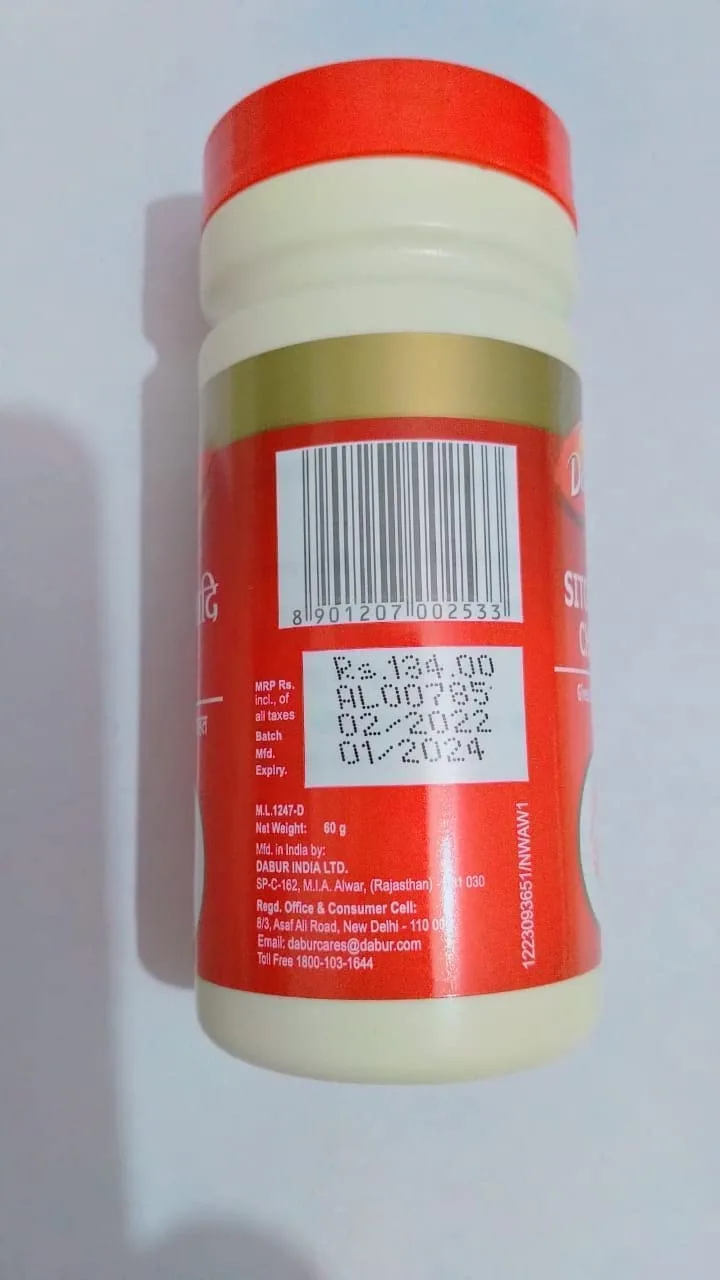 8 901207 002533
MRP Rs.
incl., of
all taxes
Batch
Mfd.
Expiry.
Rs.134.00
AL00785
02/2022
01/2024
M.L.1247-D
Net Weight: 60 g
Mfd. in India by:
DABUR INDIA LTD.
SP-C-162, M.I.A. Alwar, (Rajasthan) 030
Regd. Office & Consumer Cell:
8/3, Asaf Ali Road, New Delhi - 110
Email: daburcares@dabur.com
Toll Free 1800-103-1644
1223093651/NWAW1